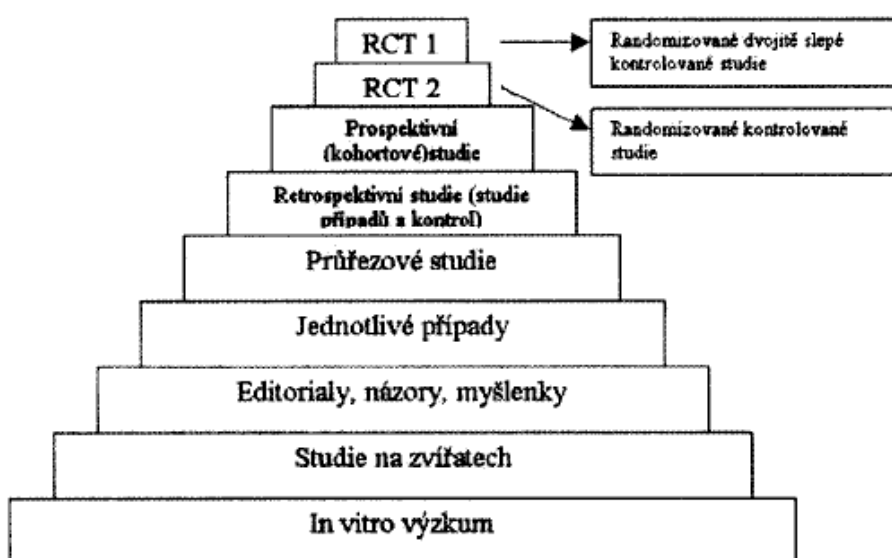 RCT 1
Randomizované dvojitě slepé
kontrolované studie
RCT 2
Prospektivní
(kohortové)studie
Randomizované kontrolované
studie
Retrospektivní studie (studie
případů a kontrol)
Průřezové studie
Jednotlivé případy
Editorialy, názory, myšlenky
Studie na zvířatech
In vitro výzkum